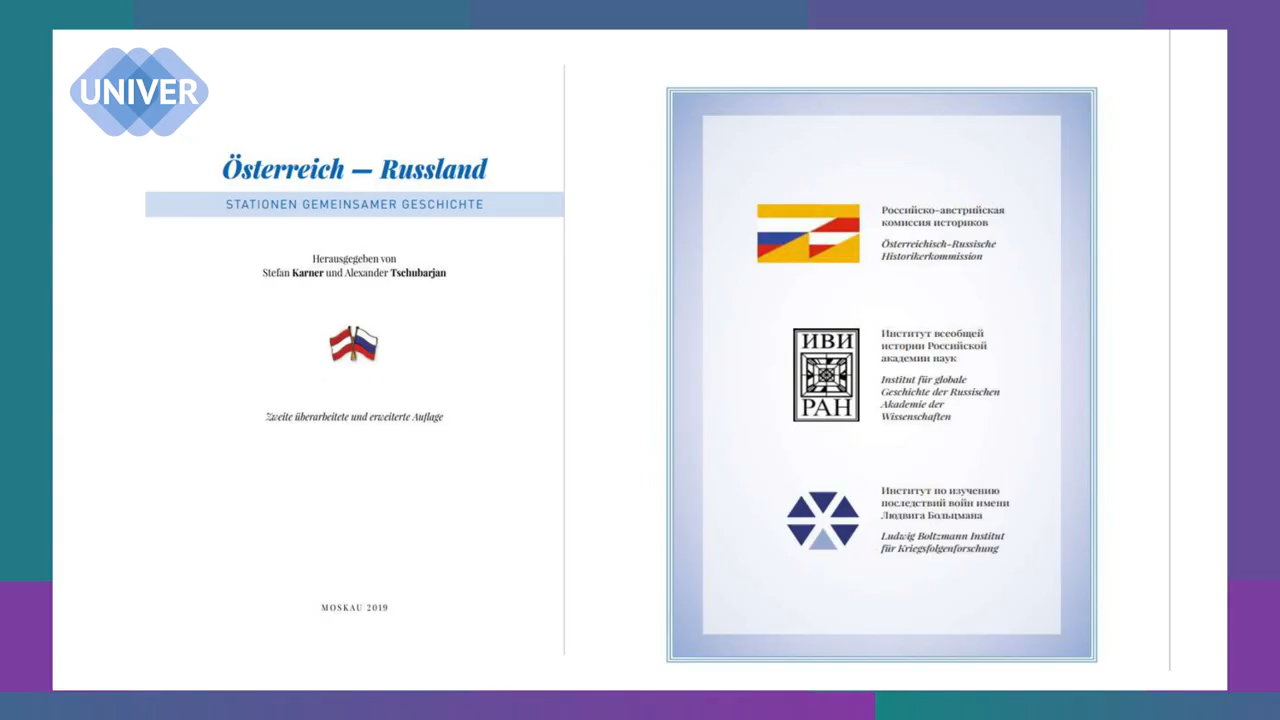 UNIVER
Österreich — Russland
STATIONEN GEMEINSAMER GESCHICHTE
Herausgegeben von
Stefan Karner und Alexander Tschubarjan
Zweite überarbeitete und erweiterte Auflage
MOSKAU 2019
Российско-австрийская
комиссия историков
Österreichisch-Russische
Historikerkommission
ИВИ
РАН
Институт всеобщей
истории Российской
академии наук
Institut für globale
Geschichte der Russischen
Akademie der
Wissenschaften
Институт по изучению
последствий войн имени
Людвига Больцмана
Ludwig Boltzmann Institut
für Kriegsfolgenforschung